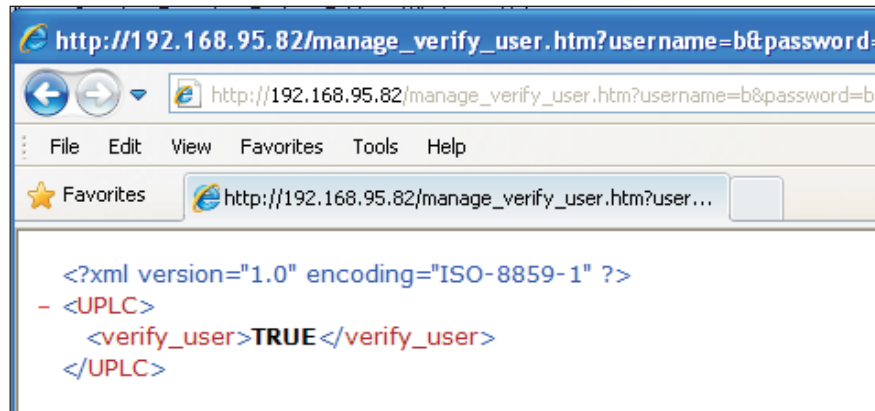 http://192.168.95.82/manage_verify_user.htm?username=b&password=
http://192.168.95.82/manage_verify_user.htm?username=b&password=b
File Edit View Favorites Tools Help
Favorites http://192.168.95.82/manage_verify_user.htm?user...
<?xml version="1.0" encoding="ISO-8859-1" ?>
– <UPLC>
<verify_user>TRUE</verify_user>
</UPLC>